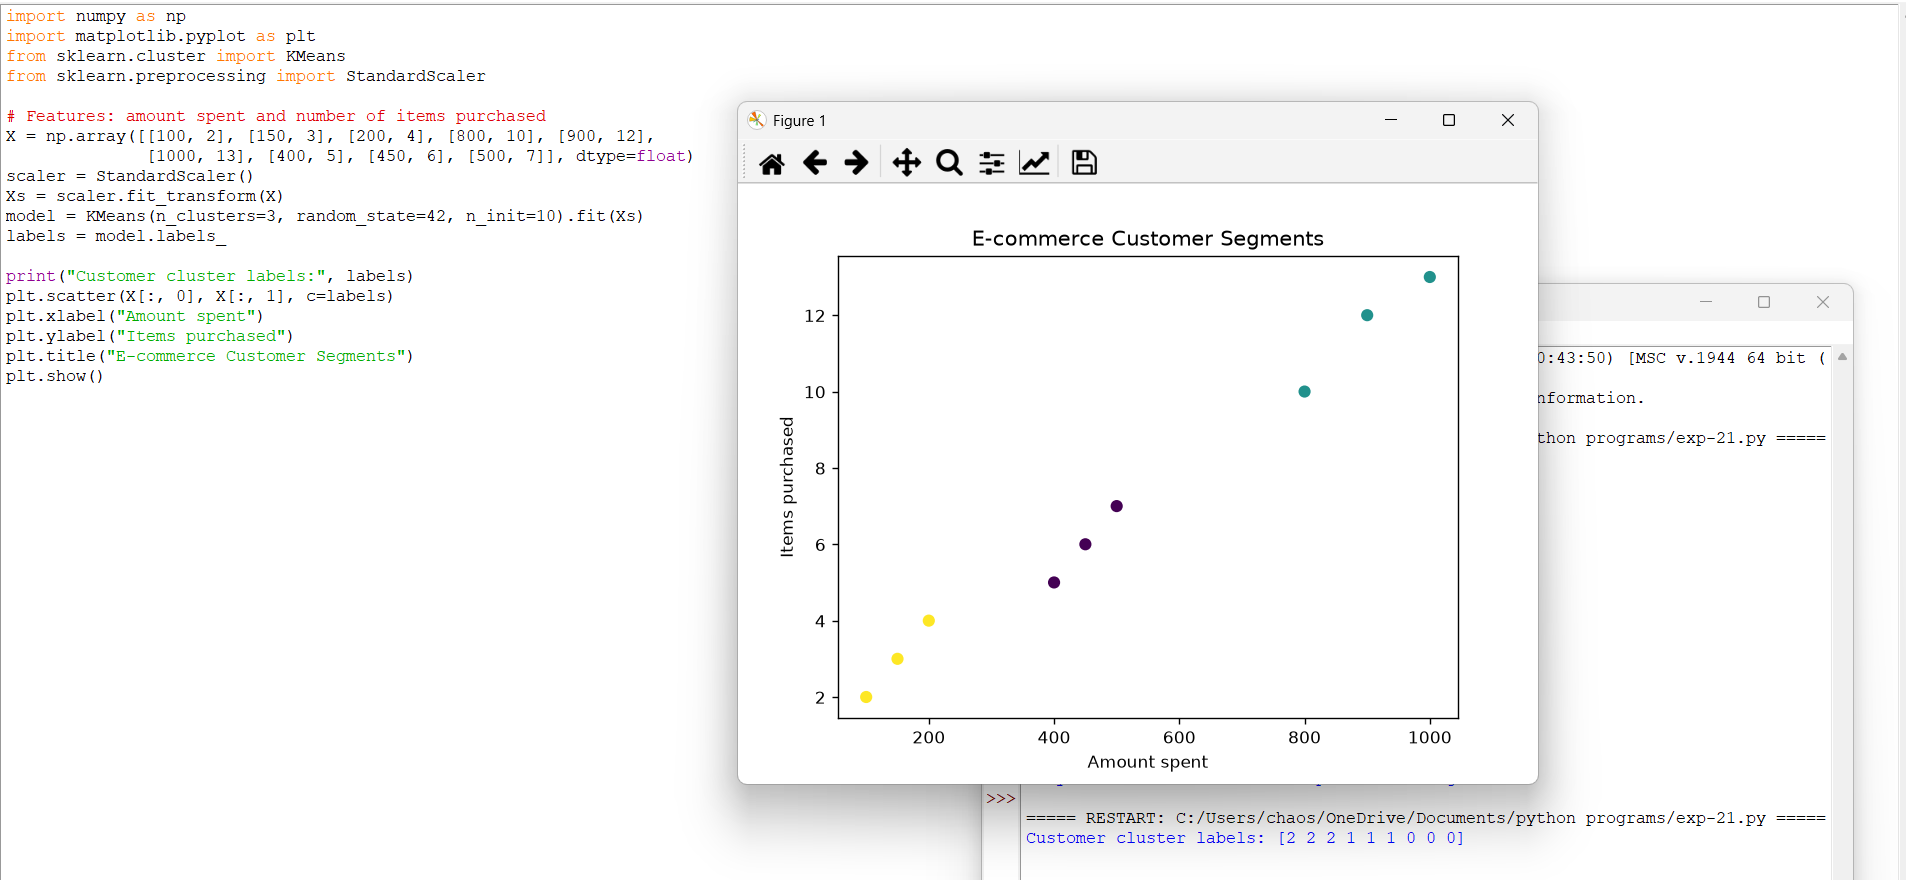 import numpy as np
import matplotlib.pyplot as plt
from sklearn.cluster import KMeans
from sklearn.preprocessing import StandardScaler
# Features: amount spent and number of items purchased
X = np.array([[100, 2], [150, 3], [200, 4], [800, 10], [900, 12],
[1000, 13], [400, 5], [450, 6], [500, 7]], dtype=float)
scaler = StandardScaler()
Xs = scaler.fit_transform(X)
model = KMeans(n_clusters=3, random_state=42, n_init=10).fit(Xs)
labels = model.labels_
print("Customer cluster labels:", labels)
plt.scatter(X[:, 0], X[:, 1], c=labels)
plt.xlabel("Amount spent")
plt.ylabel("Items purchased")
plt.title("E-commerce Customer Segments")
plt.show()
Figure 1
E-commerce Customer Segments
12
10
8
6
4
2
Items purchased
200 400 600 800 1000
Amount spent
0:43:50) [MSC v.1944 64 bit (
nformation.
thon programs/exp-21.py =====
>>>
===== RESTART: C:/Users/chaos/OneDrive/Documents/python programs/exp-21.py =====
Customer cluster labels: [2 2 2 1 1 1 0 0 0]